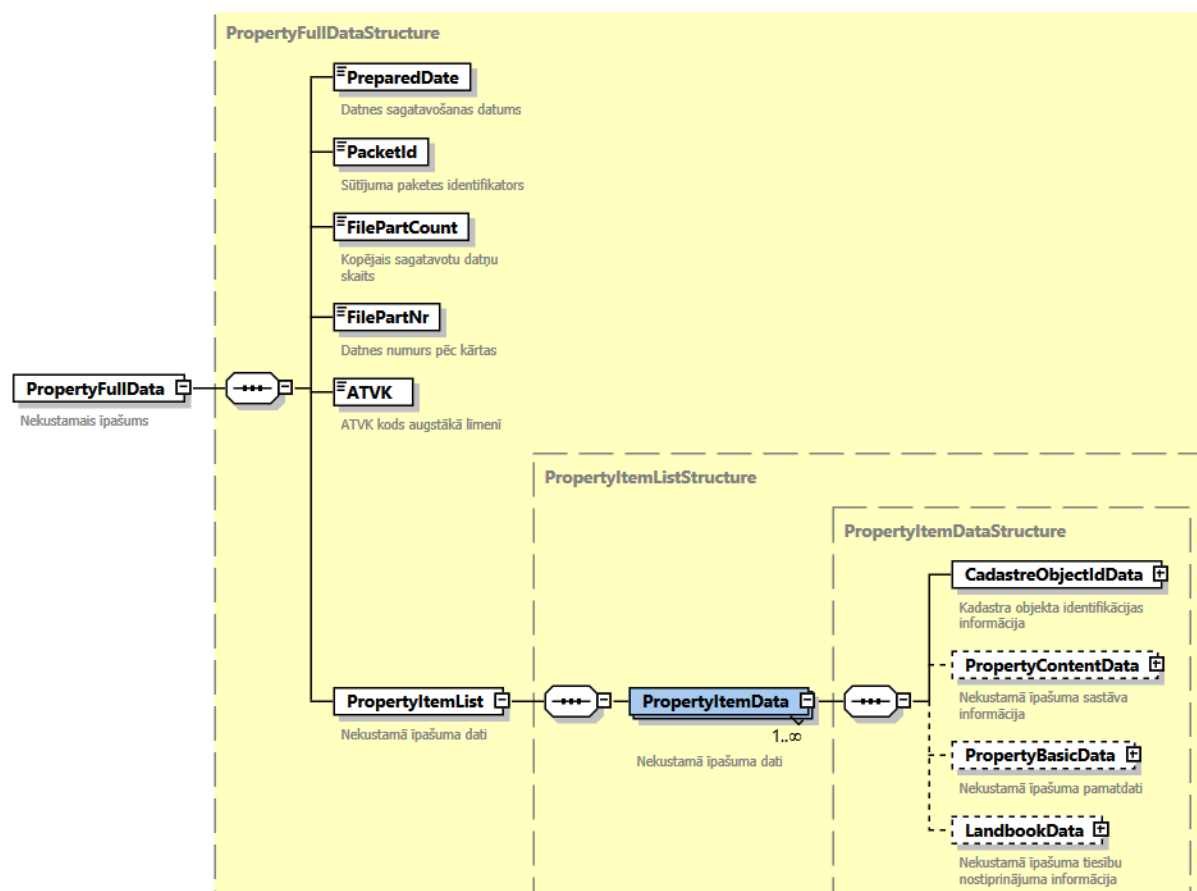 PropertyFullDataStructure
PreparedDate
Datnes sagatavošanas datums
PacketId
Sūtījuma paketes identifikators
FilePartCount
Kopējais sagatavotu datņu
skaits
FilePartNr
Datnes numurs pēc kārtas
PropertyFullData
Nekustamais īpašums
ATVK
ATVK kods augstākā līmenī
PropertyItemListStructure
PropertyItemDataStructure
CadastreObjectIdData
Kadastra objekta identifikācijas
informācija
PropertyContentData
Nekustamā īpašuma sastāva
informācija
PropertyItemList
Nekustamā īpašuma dati
PropertyItemData
1..∞
Nekustamā īpašuma dati
PropertyBasicData
Nekustamā īpašuma pamatdati
LandbookData
Nekustamā īpašuma tiesību
nostiprinājuma informācija